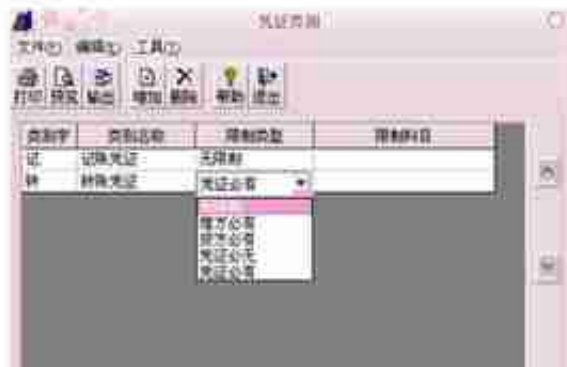 凭证类别
文件(F) 编辑(E) 工具(T)
打印 预览 输出 增加 删除 帮助 退出
类别字 类别名称 限制类型 限制科目
记 记账凭证 无限制
转 转账凭证 凭证必有
借方必有
贷方必有
凭证必无
凭证必有